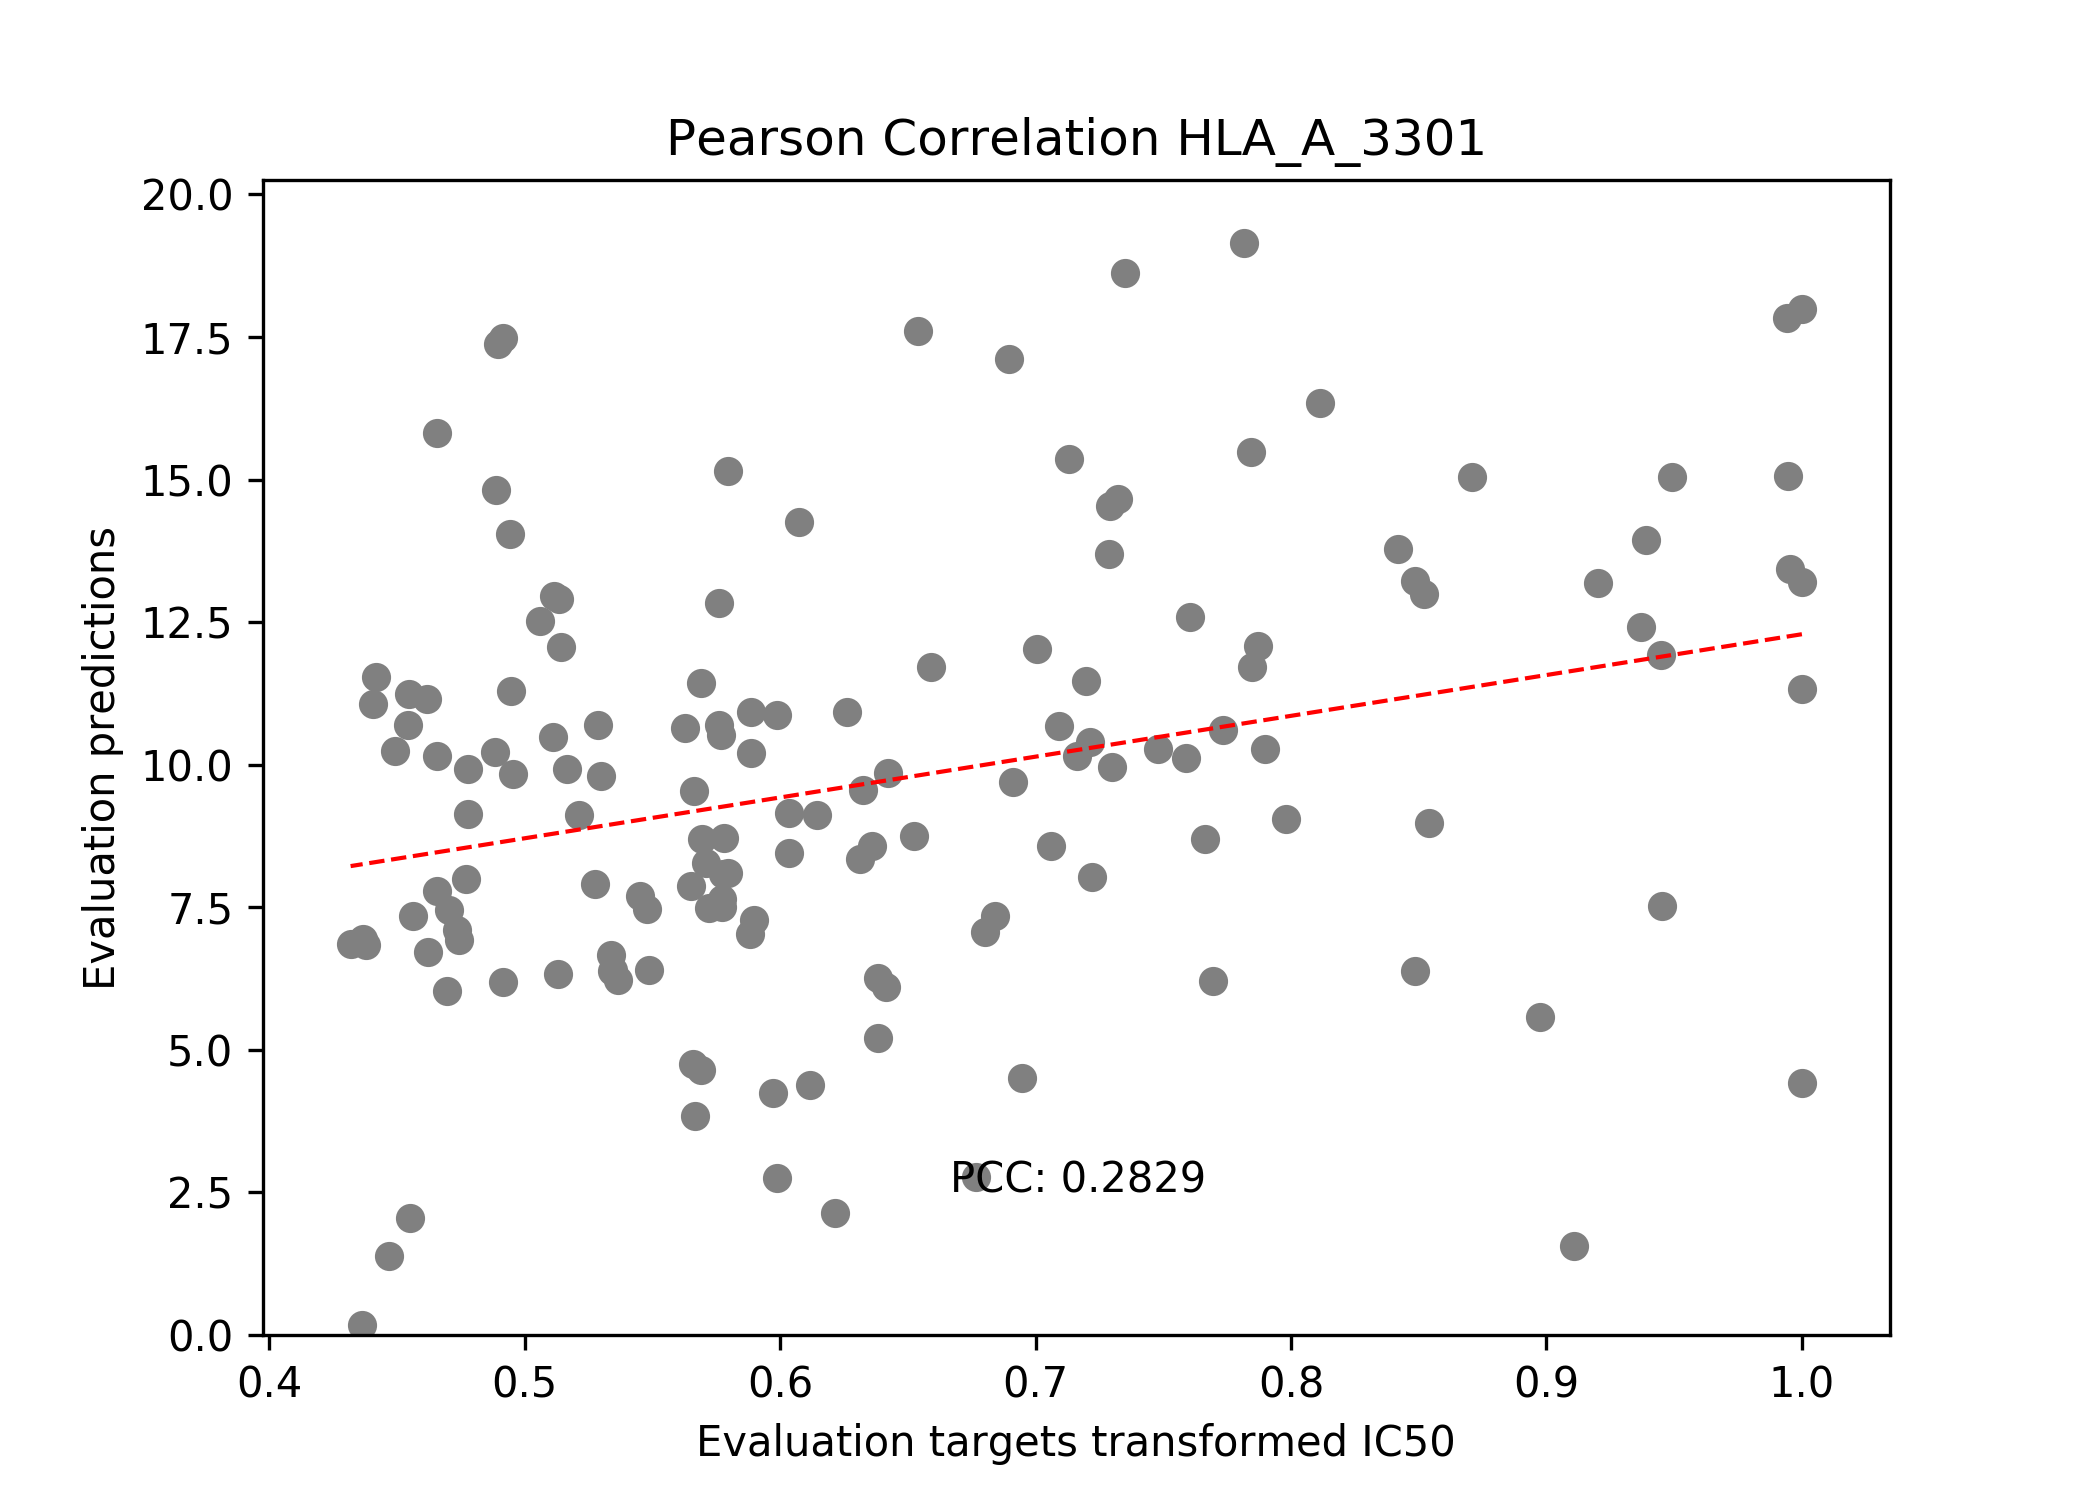 Pearson Correlation HLA_A_3301
20.0
17.5
15.0
12.5
10.0
7.5
5.0
2.5
0.0
Evaluation predictions
PCC: 0.2829
0.4 0.5 0.6 0.7 0.8 0.9 1.0
Evaluation targets transformed IC50